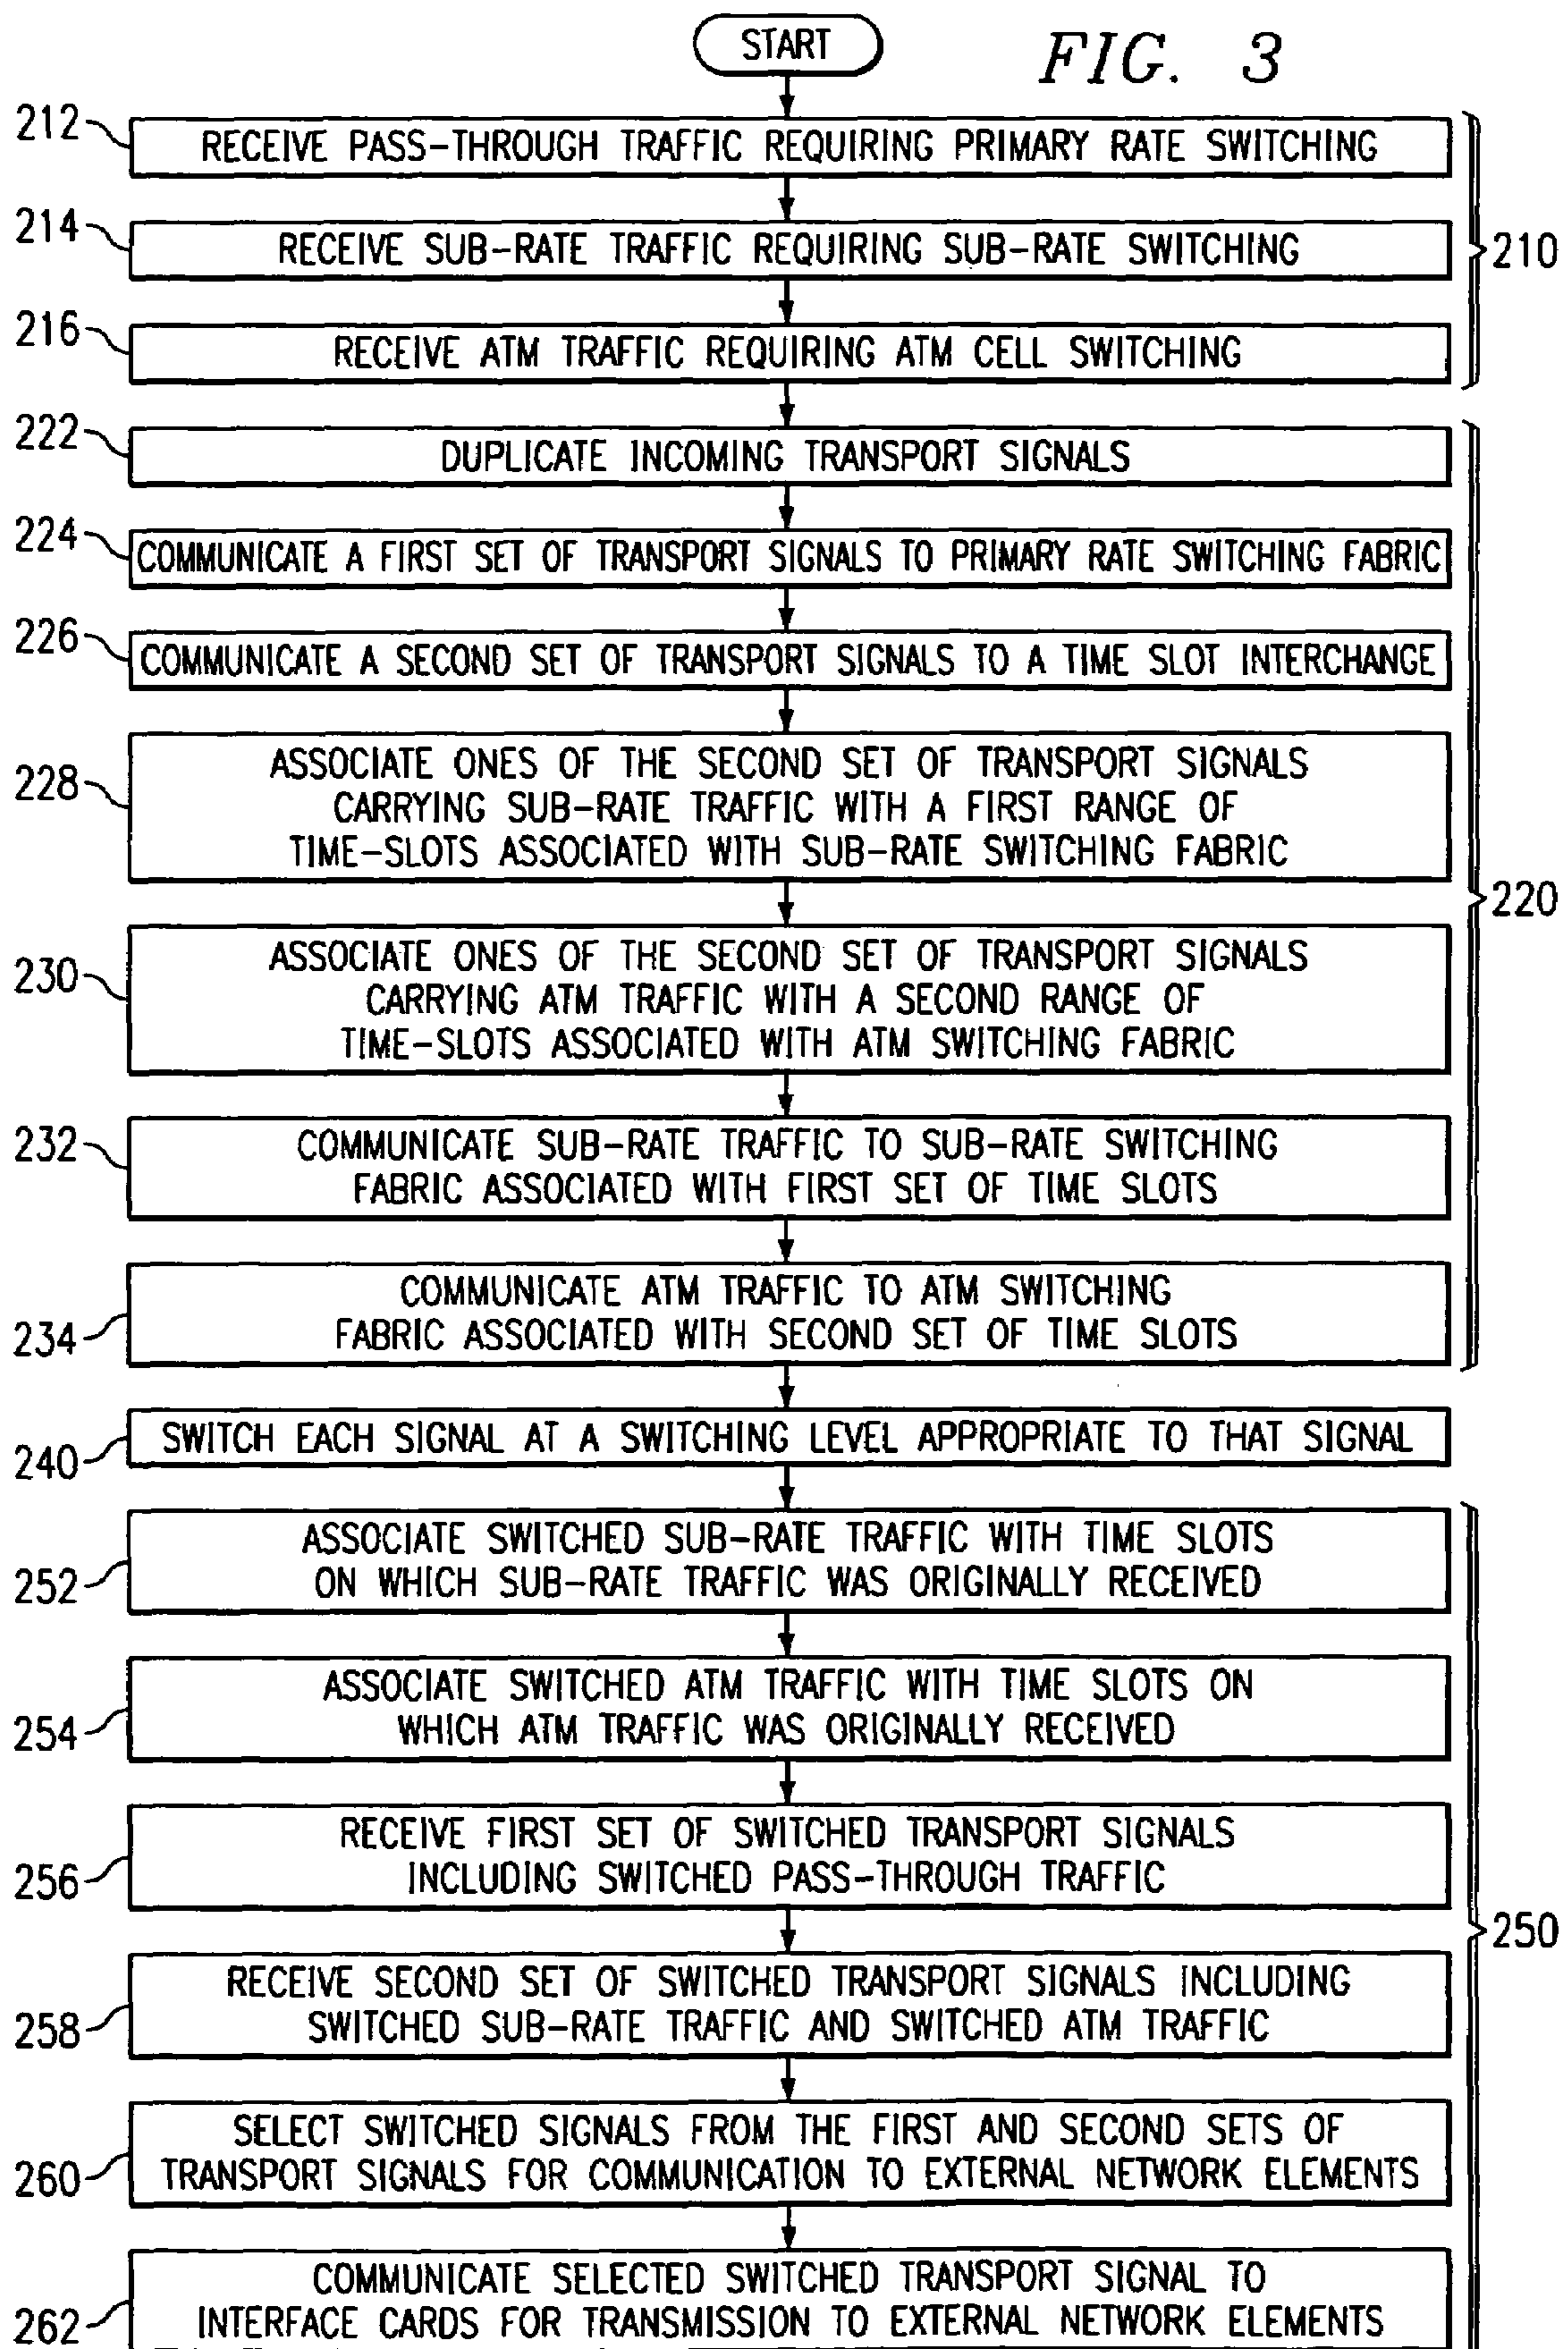 START
FIG. 3
212
RECEIVE PASS-THROUGH TRAFFIC REQUIRING PRIMARY RATE SWITCHING
214
RECEIVE SUB-RATE TRAFFIC REQUIRING SUB-RATE SWITCHING
210
216
RECEIVE ATM TRAFFIC REQUIRING ATM CELL SWITCHING
222
DUPLICATE INCOMING TRANSPORT SIGNALS
224
COMMUNICATE A FIRST SET OF TRANSPORT SIGNALS TO PRIMARY RATE SWITCHING FABRIC
226
COMMUNICATE A SECOND SET OF TRANSPORT SIGNALS TO A TIME SLOT INTERCHANGE
228
ASSOCIATE ONES OF THE SECOND SET OF TRANSPORT SIGNALS
CARRYING SUB-RATE TRAFFIC WITH A FIRST RANGE OF
TIME-SLOTS ASSOCIATED WITH SUB-RATE SWITCHING FABRIC
220
230
ASSOCIATE ONES OF THE SECOND SET OF TRANSPORT SIGNALS
CARRYING ATM TRAFFIC WITH A SECOND RANGE OF
TIME-SLOTS ASSOCIATED WITH ATM SWITCHING FABRIC
232
COMMUNICATE SUB-RATE TRAFFIC TO SUB-RATE SWITCHING
FABRIC ASSOCIATED WITH FIRST SET OF TIME SLOTS
234
COMMUNICATE ATM TRAFFIC TO ATM SWITCHING
FABRIC ASSOCIATED WITH SECOND SET OF TIME SLOTS
240
SWITCH EACH SIGNAL AT A SWITCHING LEVEL APPROPRIATE TO THAT SIGNAL
252
ASSOCIATE SWITCHED SUB-RATE TRAFFIC WITH TIME SLOTS
ON WHICH SUB-RATE TRAFFIC WAS ORIGINALLY RECEIVED
254
ASSOCIATE SWITCHED ATM TRAFFIC WITH TIME SLOTS ON
WHICH ATM TRAFFIC WAS ORIGINALLY RECEIVED
256
RECEIVE FIRST SET OF SWITCHED TRANSPORT SIGNALS
INCLUDING SWITCHED PASS-THROUGH TRAFFIC
250
258
RECEIVE SECOND SET OF SWITCHED TRANSPORT SIGNALS INCLUDING
SWITCHED SUB-RATE TRAFFIC AND SWITCHED ATM TRAFFIC
260
SELECT SWITCHED SIGNALS FROM THE FIRST AND SECOND SETS OF
TRANSPORT SIGNALS FOR COMMUNICATION TO EXTERNAL NETWORK ELEMENTS
262
COMMUNICATE SELECTED SWITCHED TRANSPORT SIGNAL TO
INTERFACE CARDS FOR TRANSMISSION TO EXTERNAL NETWORK ELEMENTS